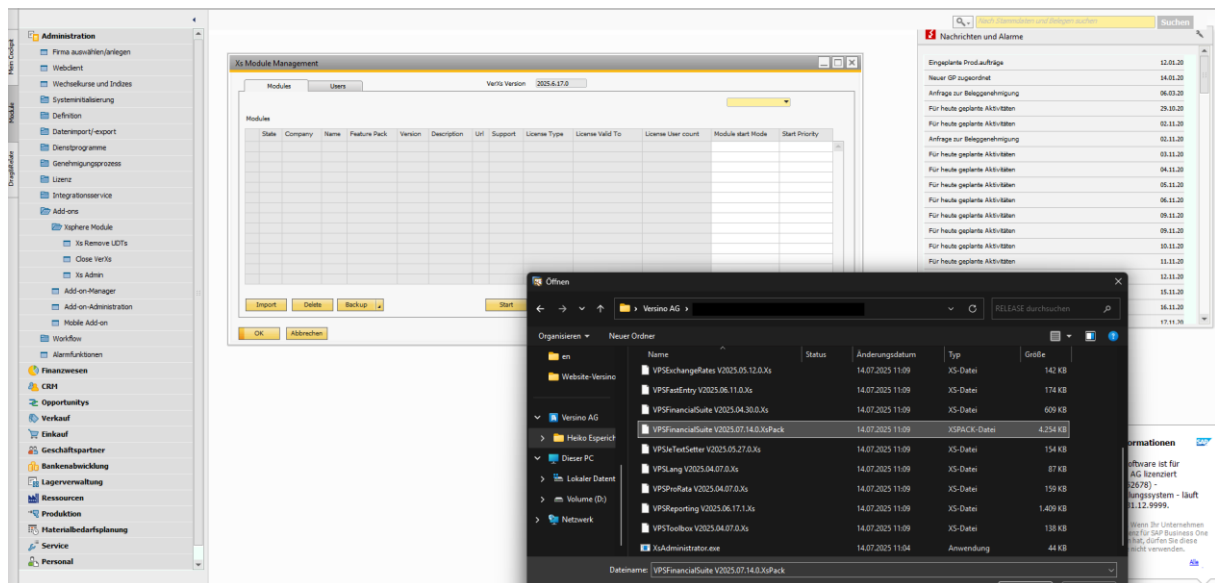 Mein Cockpit
Module
Drag&Relate
Administration
Firma auswählen/anlegen
Webclient
Wechselkurse und Indizes
Systeminitialisierung
Definition
Datenimport/-export
Dienstprogramme
Genehmigungsprozess
Lizenz
Integrationsservice
Add-ons
Xsphere Module
Xs Remove UDTs
Close VerXs
Xs Admin
Add-on-Manager
Add-on-Administration
Mobile Add-on
Workflow
Alarmfunktionen
Finanzwesen
CRM
Opportunitys
Verkauf
Einkauf
Geschäftspartner
Bankenabwicklung
Lagerverwaltung
Ressourcen
Produktion
Materialbedarfsplanung
Service
Personal
Xs Module Management
Modules Users VerXs Version 2025.6.17.0
Modules
State Company Name Feature Pack Version Description Url Support License Type License Valid To License User count Module start Mode Start Priority
Import Delete Backup Start
OK Abbrechen
Nach Stammdaten und Belegen suchen Suchen
Nachrichten und Alarme
Eingeplante Prod.aufträge 12.01.20
Neuer GP zugeordnet 14.01.20
Anfrage zur Beleggenehmigung 06.03.20
Für heute geplante Aktivitäten 29.10.20
Für heute geplante Aktivitäten 02.11.20
Anfrage zur Beleggenehmigung 02.11.20
Für heute geplante Aktivitäten 03.11.20
Für heute geplante Aktivitäten 04.11.20
Für heute geplante Aktivitäten 05.11.20
Für heute geplante Aktivitäten 06.11.20
Für heute geplante Aktivitäten 09.11.20
Für heute geplante Aktivitäten 09.11.20
Für heute geplante Aktivitäten 10.11.20
Für heute geplante Aktivitäten 11.11.20
12.11.20
15.11.20
16.11.20
17.11.20
Öffnen
Versino AG
RELEASE durchsuchen
Organisieren Neuer Ordner
en
Website-Versino
Versino AG
Heiko Esperich
Dieser PC
Lokaler Datent
Volume (D:)
Netzwerk
Name Status Änderungsdatum Typ Größe
VPSExchangeRates V2025.05.12.0.Xs 14.07.2025 11:09 XS-Datei 142 KB
VPSFastEntry V2025.06.11.0.Xs 14.07.2025 11:09 XS-Datei 174 KB
VPSFinancialSuite V2025.04.30.0.Xs 14.07.2025 11:09 XS-Datei 609 KB
VPSFinancialSuite V2025.07.14.0.XsPack 14.07.2025 11:09 XSPACK-Datei 4.254 KB
VPSJeTextSetter V2025.05.27.0.Xs 14.07.2025 11:09 XS-Datei 154 KB
VPSLang V2025.04.07.0.Xs 14.07.2025 11:09 XS-Datei 87 KB
VPSProRata V2025.04.07.0.Xs 14.07.2025 11:09 XS-Datei 159 KB
VPSReporting V2025.06.17.1.Xs 14.07.2025 11:09 XS-Datei 1.409 KB
VPSToolbox V2025.04.07.0.Xs 14.07.2025 11:09 XS-Datei 138 KB
XsAdministrator.exe 14.07.2025 11:04 Anwendung 44 KB
Dateiname: VPSFinancialSuite V2025.07.14.0.XsPack
ormationen SAP
oftware ist für
AG lizenziert
52678) -
lungssystem - läuft
31.12.9999.
Wenn Ihr Unternehmen
enz für SAP Business One
hat, dürfen Sie diese
nicht verwenden.
Alle